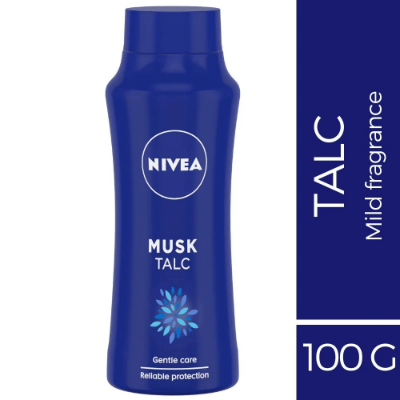 NIVEA
MUSK
TALC
Gentle care
Reliable protection
TALC
Mild fragrance
100 G